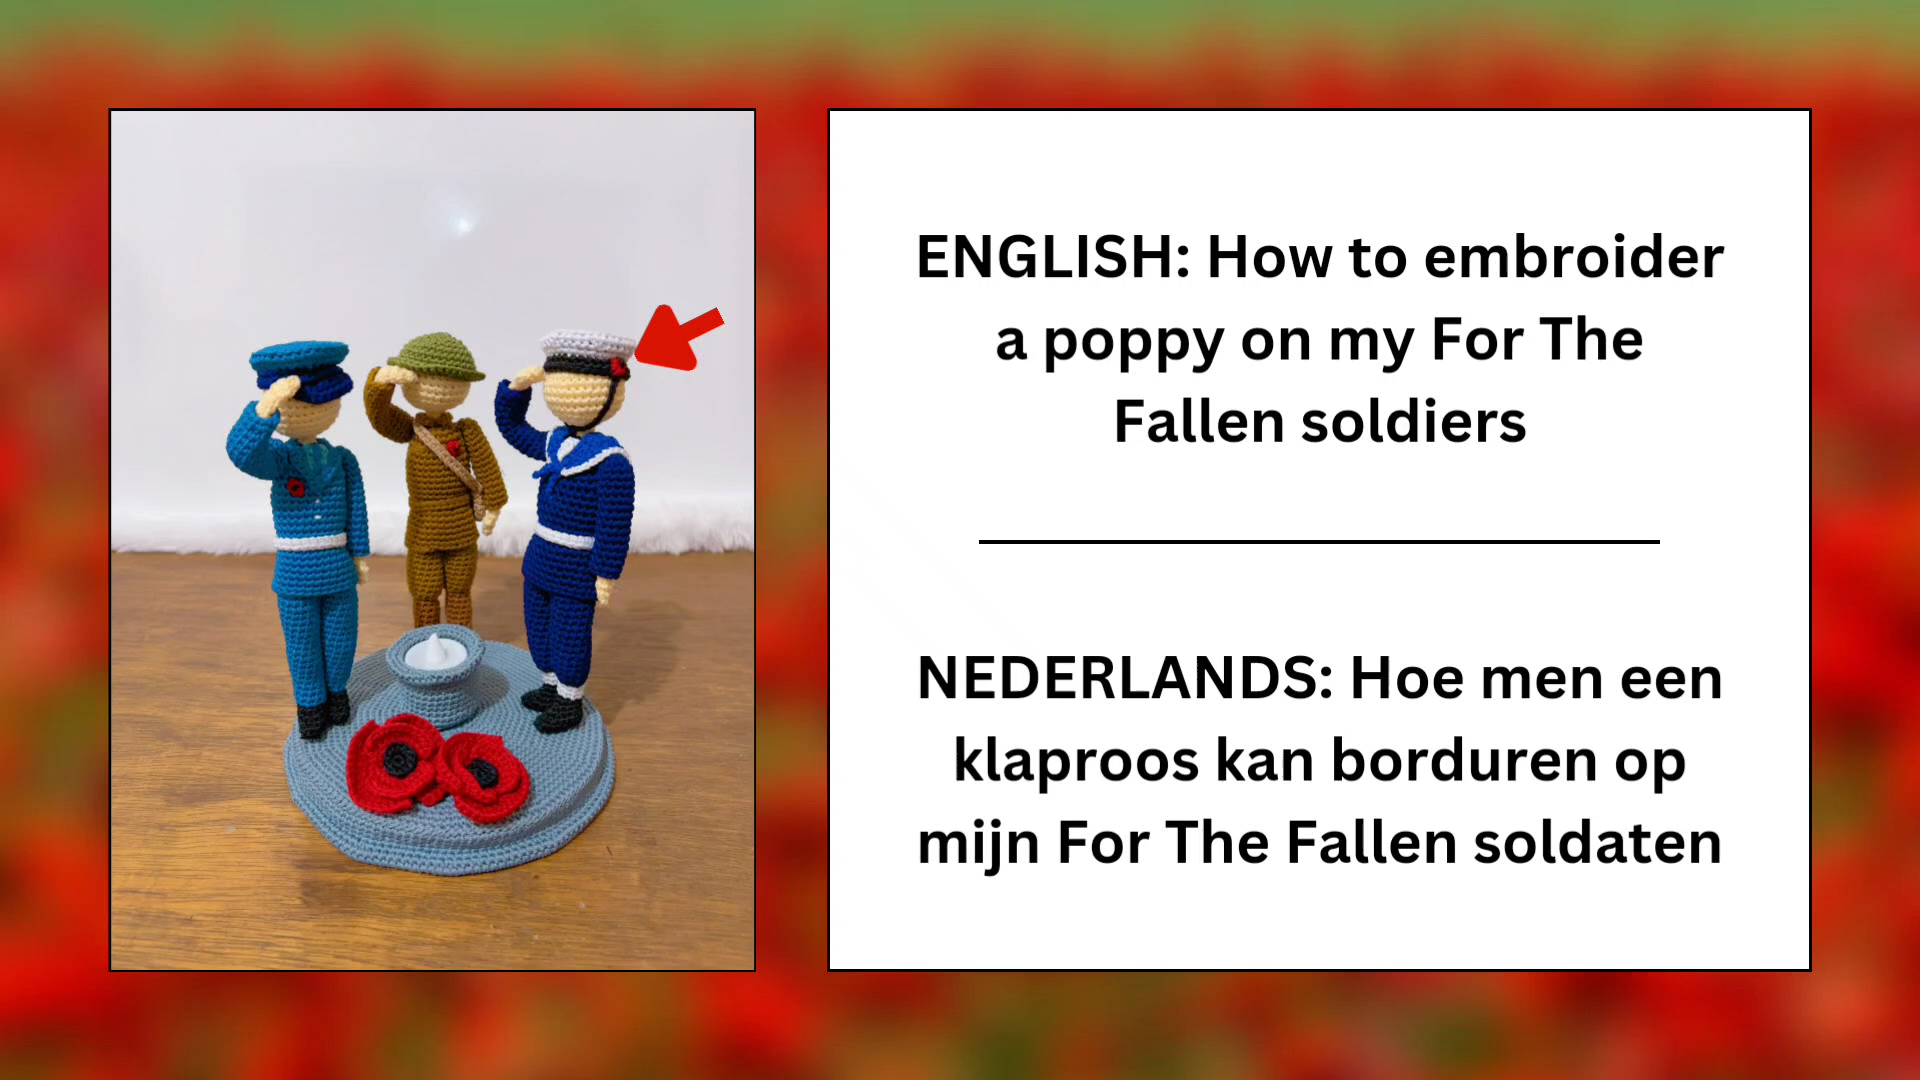 ENGLISH: How to embroider
a poppy on my For The
Fallen soldiers
NEDERLANDS: Hoe men een
klaproos kan borduren op
mijn For The Fallen soldaten